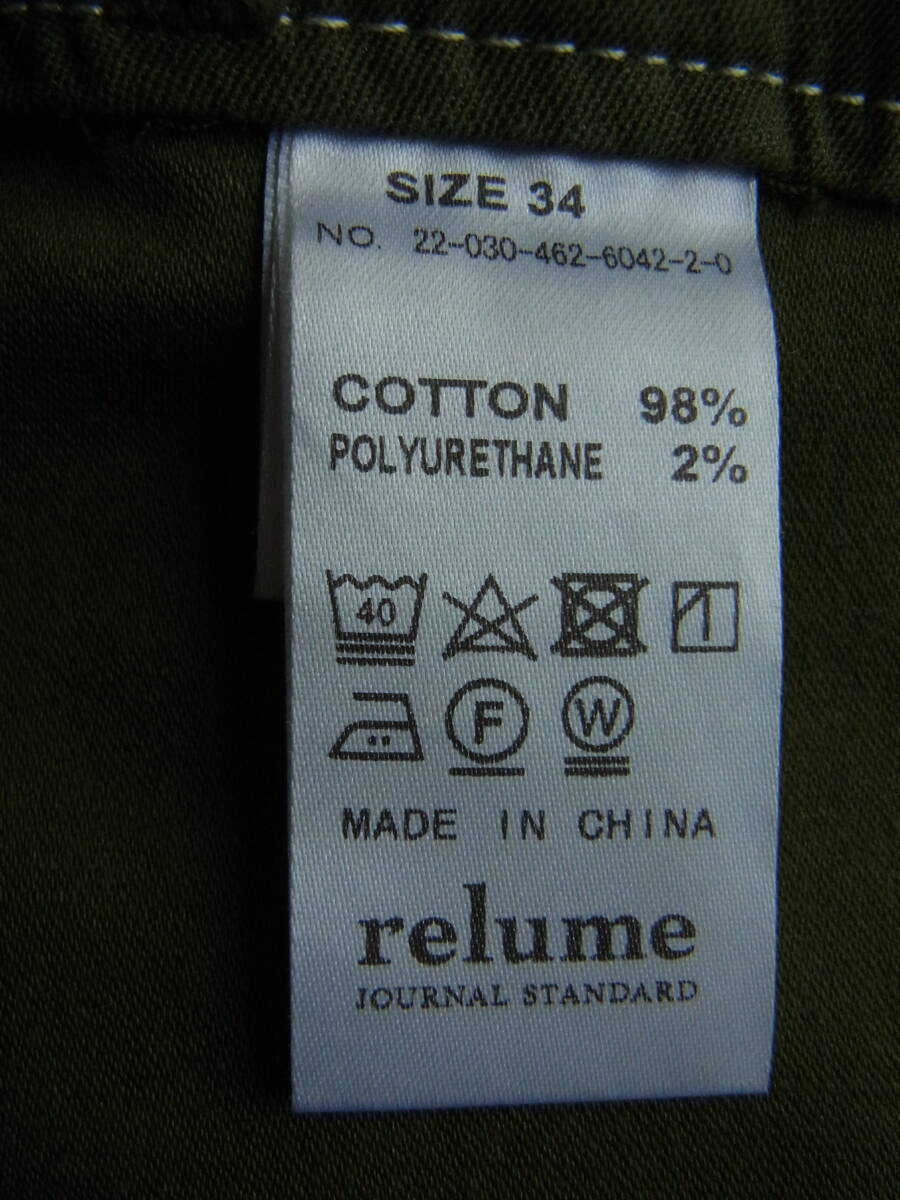 SIZE 34
NO. 22-030-462-6042-2-0
COTTON 98%
POLYURETHANE 2%
40
F W
MADE IN CHINA
relume
JOURNAL STANDARD